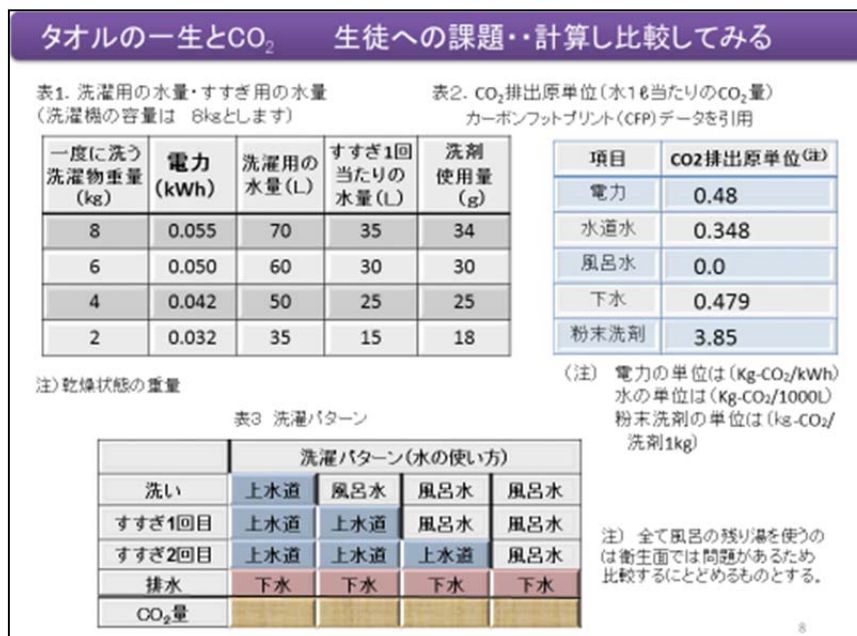 タオルの一生とCO₂　　生徒への課題・・計算し比較してみる
表1. 洗濯用の水量・すすぎ用の水量
(洗濯機の容量は　8kgとします)
一度に洗う洗濯物重量(kg) 電力(kWh) 洗濯用の水量(L) すすぎ1回当たりの水量(L) 洗剤使用量(g)
8 0.055 70 35 34
6 0.050 60 30 30
4 0.042 50 25 25
2 0.032 35 15 18
注)乾燥状態の重量
表2. CO₂排出原単位(水1ℓ当たりのCO₂量)
カーボンフットプリント(CFP)データを引用
項目 CO2排出原単位(注)
電力 0.48
水道水 0.348
風呂水 0.0
下水 0.479
粉末洗剤 3.85
(注)　電力の単位は(Kg-CO₂/kWh)
水の単位は(Kg-CO₂/1000L)
粉末洗剤の単位は(kg-CO₂/
洗剤1kg)
表3 洗濯パターン
洗濯パターン(水の使い方)
洗い 上水道 風呂水 風呂水 風呂水
すすぎ1回目 上水道 上水道 風呂水 風呂水
すすぎ2回目 上水道 上水道 上水道 風呂水
排水 下水 下水 下水 下水
CO₂量
注)　全て風呂の残り湯を使うの
は衛生面では問題があるため
比較するにとどめるものとする。
8